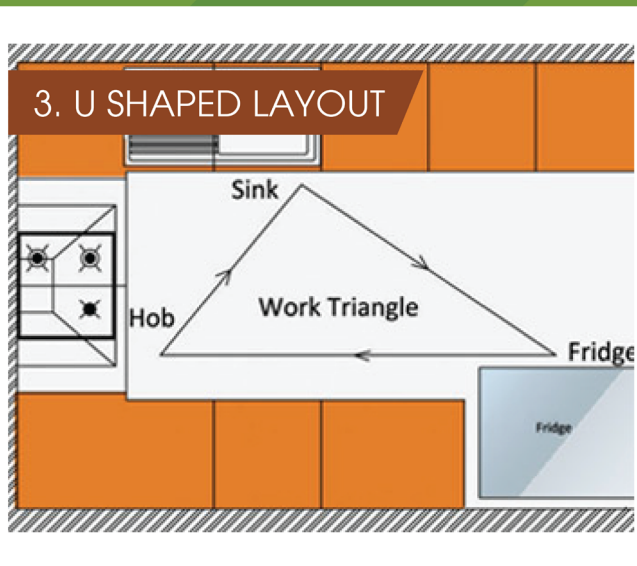 3. U SHAPED LAYOUT
Sink
Work Triangle
Hob
Fridge
Fridge